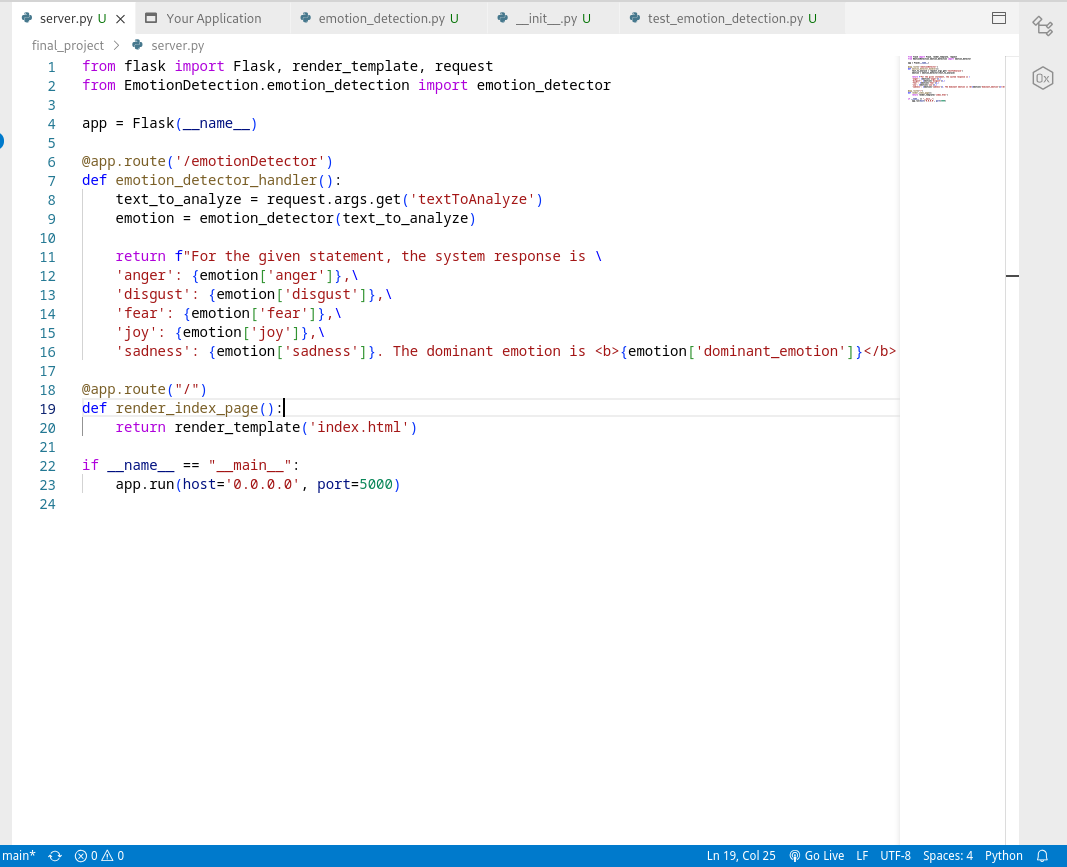 server.py U Your Application emotion_detection.py U __init__.py U test_emotion_detection.py U
final_project > server.py
1 from flask import Flask, render_template, request
2 from EmotionDetection.emotion_detection import emotion_detector
3
4 app = Flask(__name__)
5
6 @app.route('/emotionDetector')
7 def emotion_detector_handler():
8     text_to_analyze = request.args.get('textToAnalyze')
9     emotion = emotion_detector(text_to_analyze)
10
11     return f"For the given statement, the system response is \
12     'anger': {emotion['anger']},\
13     'disgust': {emotion['disgust']},\
14     'fear': {emotion['fear']},\
15     'joy': {emotion['joy']},\
16     'sadness': {emotion['sadness']}. The dominant emotion is <b>{emotion['dominant_emotion']}</b>
17
18 @app.route("/")
19 def render_index_page():
20     return render_template('index.html')
21
22 if __name__ == "__main__":
23     app.run(host='0.0.0.0', port=5000)
24
0x
main* 0 0 Ln 19, Col 25 Go Live LF UTF-8 Spaces: 4 Python